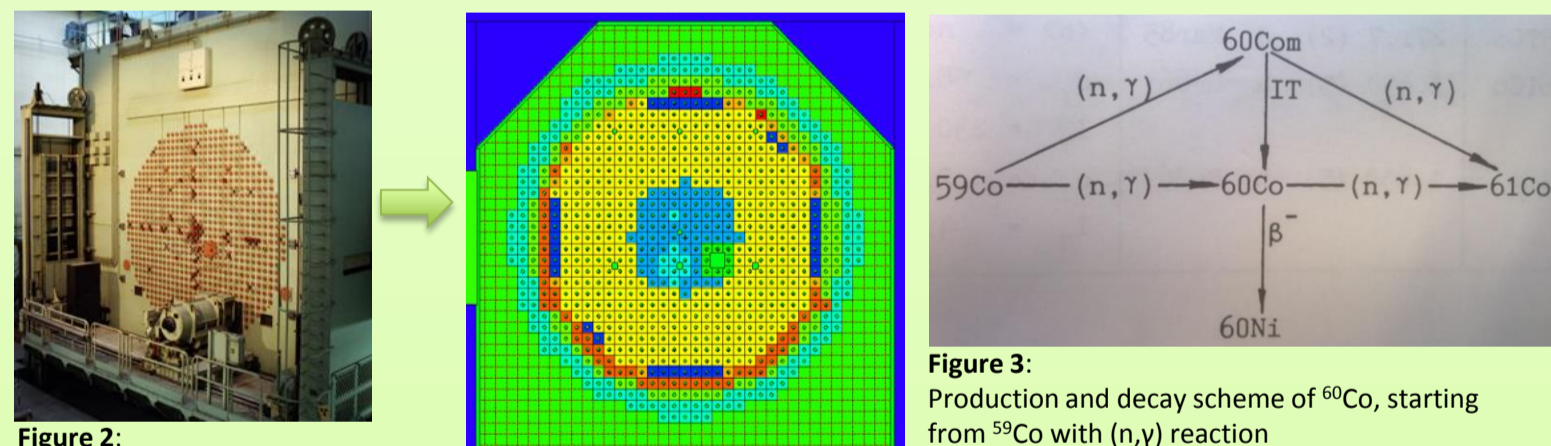 60Com
(n,γ) IT (n,γ)
59Co (n,γ) 60Co (n,γ) 61Co
β⁻
60Ni
Figure 2:
Figure 3:
Production and decay scheme of ⁶⁰Co, starting
from ⁵⁹Co with (n,γ) reaction